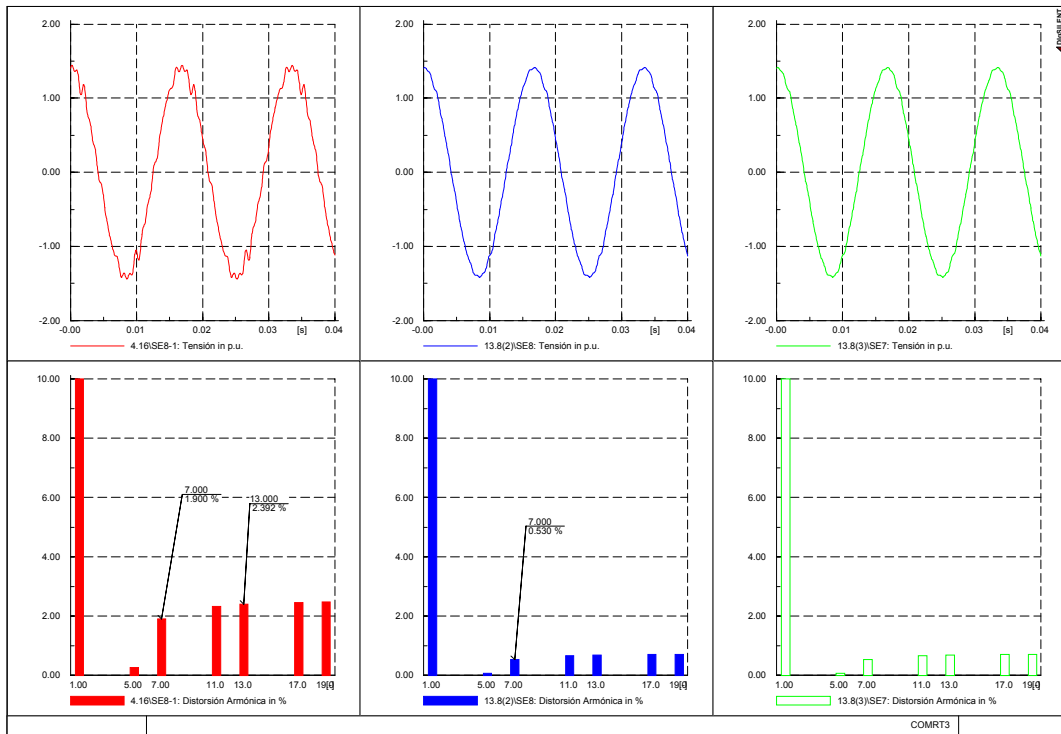 2.00
1.00
0.00
-1.00
-2.00
-0.00 0.01 0.02 0.03 [s] 0.04
4.16\SE8-1: Tensión in p.u.
2.00
1.00
0.00
-1.00
-2.00
-0.00 0.01 0.02 0.03 [s] 0.04
13.8(2)\SE8: Tensión in p.u.
2.00
1.00
0.00
-1.00
-2.00
-0.00 0.01 0.02 0.03 [s] 0.04
13.8(3)\SE7: Tensión in p.u.
DIgSILENT
10.00
8.00
6.00
4.00
2.00
0.00
7.000
1.900 %
13.000
2.392 %
1.00 5.00 7.00 11.0 13.0 17.0 19.0 [-]
4.16\SE8-1: Distorsión Armónica in %
10.00
8.00
6.00
4.00
2.00
0.00
7.000
0.530 %
1.00 5.00 7.00 11.0 13.0 17.0 19.0 [-]
13.8(2)\SE8: Distorsión Armónica in %
10.00
8.00
6.00
4.00
2.00
0.00
1.00 5.00 7.00 11.0 13.0 17.0 19.0 [-]
13.8(3)\SE7: Distorsión Armónica in %
COMRT3